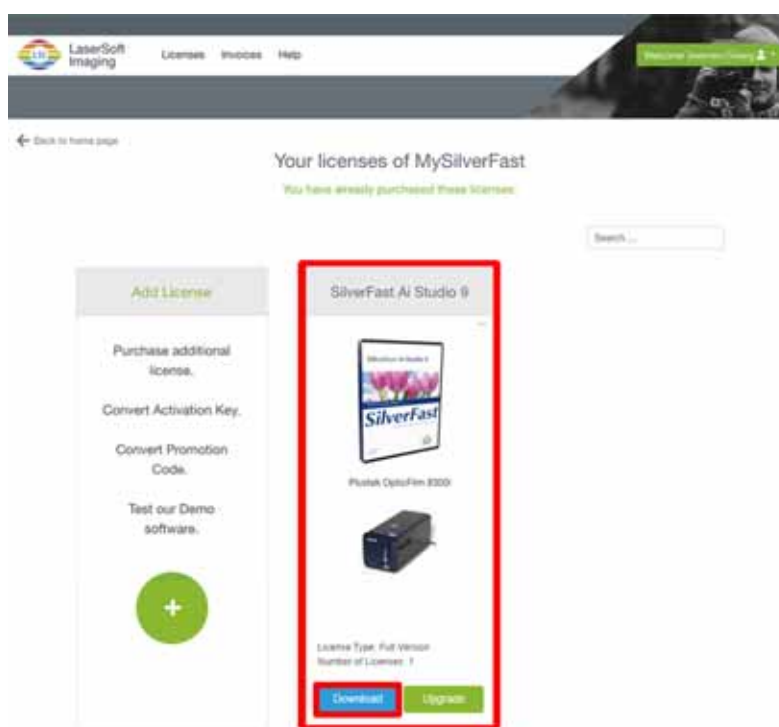 LSI
LaserSoft
Imaging
Licenses Invoices Help
Welcome
Back to home page
Your licenses of MySilverFast
You have already purchased these licenses
Search ...
Add License
Purchase additional
license.
Convert Activation Key.
Convert Promotion
Code.
Test our Demo
software.
+
SilverFast Ai Studio 9
SilverFast
Plustek OpticFilm 8300i
License Type: Full Version
Number of Licenses: 1
Download
Upgrade